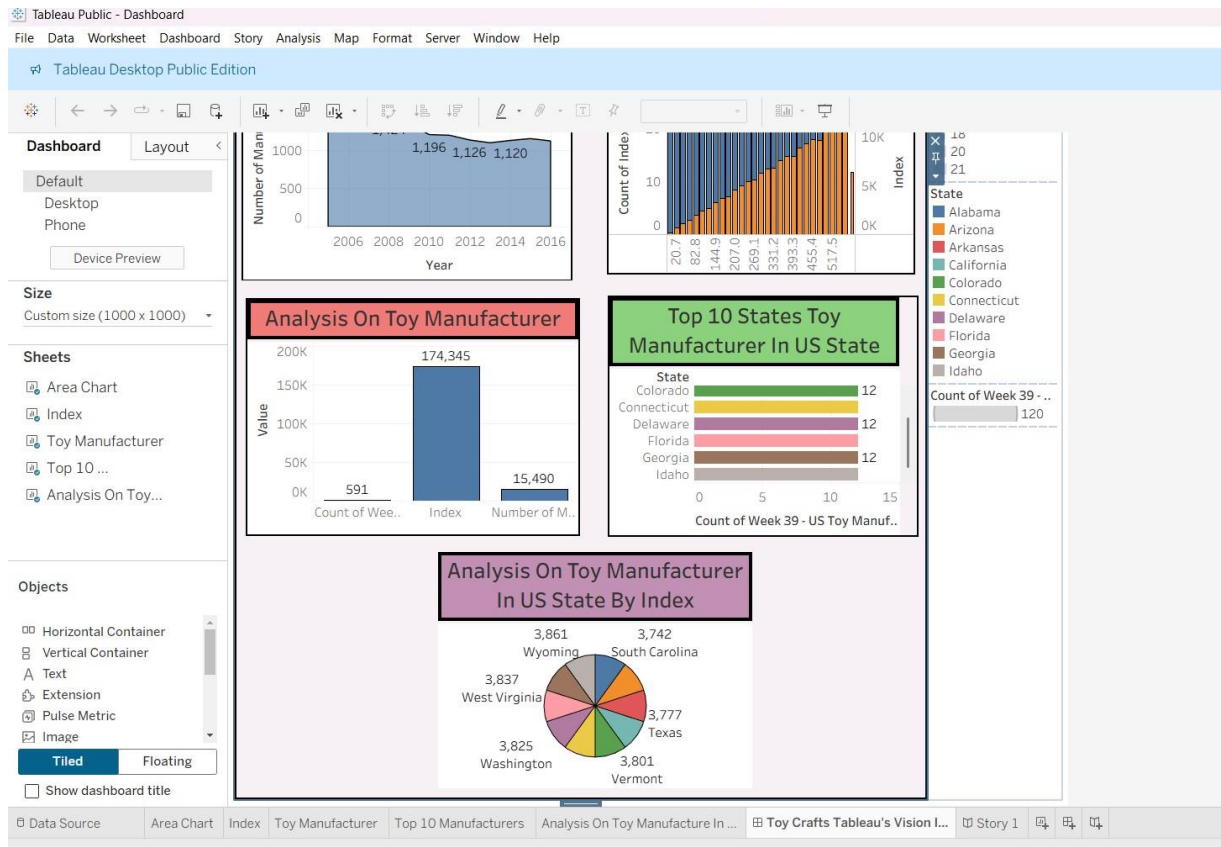 Tableau Public - Dashboard
File Data Worksheet Dashboard Story Analysis Map Format Server Window Help
Tableau Desktop Public Edition
Dashboard Layout
Default
Desktop
Phone
Device Preview
Size
Custom size (1000 x 1000)
Sheets
Area Chart
Index
Toy Manufacturer
Top 10 ...
Analysis On Toy...
Objects
Horizontal Container
Vertical Container
Text
Extension
Pulse Metric
Image
Tiled Floating
Show dashboard title
Number of Man
1000
500
0
1,196 1,126 1,120
2006 2008 2010 2012 2014 2016
Year
Count of Index
10
0
10K
5K
0K
Index
20.7 82.8 144.9 207.0 269.1 331.2 393.3 455.4 517.5
Analysis On Toy Manufacturer
200K
150K
100K
50K
0K
Value
591
174,345
15,490
Count of Wee.. Index Number of M..
Top 10 States Toy
Manufacturer In US State
State
Colorado 12
Connecticut
Delaware 12
Florida
Georgia 12
Idaho
0 5 10 15
Count of Week 39 - US Toy Manuf..
Analysis On Toy Manufacturer
In US State By Index
3,861 3,742
Wyoming South Carolina
3,837
West Virginia
3,777
Texas
3,825
Washington
3,801
Vermont
18
20
21
State
Alabama
Arizona
Arkansas
California
Colorado
Connecticut
Delaware
Florida
Georgia
Idaho
Count of Week 39 - ..
120
Data Source Area Chart Index Toy Manufacturer Top 10 Manufacturers Analysis On Toy Manufacture In ... Toy Crafts Tableau's Vision I... Story 1